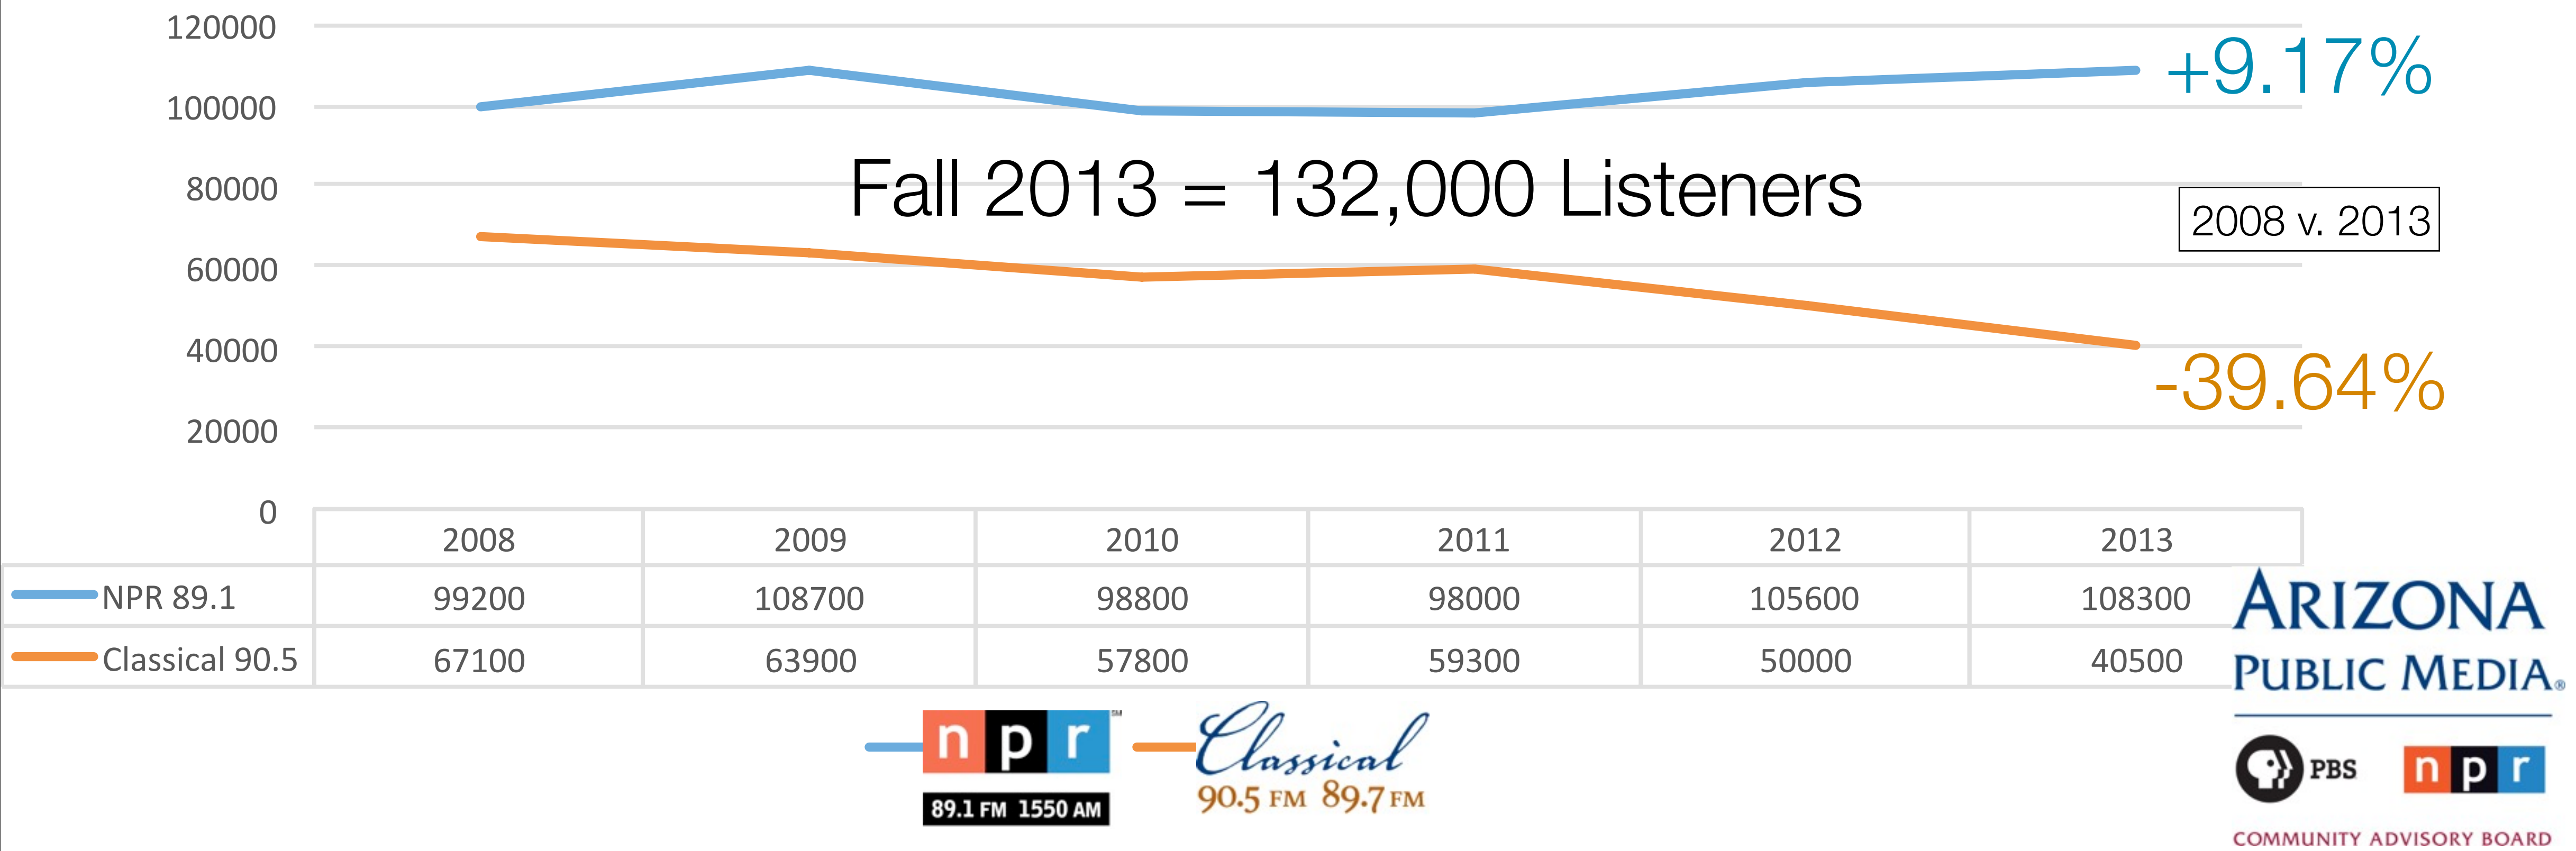 120000
+9.17%
100000
Fall 2013 = 132,000 Listeners
80000
2008 v. 2013
60000
40000
-39.64%
20000
0
2008 2009 2010 2011 2012 2013
NPR 89.1 99200 108700 98800 98000 105600 108300
Classical 90.5 67100 63900 57800 59300 50000 40500
ARIZONA
PUBLIC MEDIA®
npr℠
89.1 FM 1550 AM
Classical
90.5 FM 89.7 FM
PBS npr
COMMUNITY ADVISORY BOARD